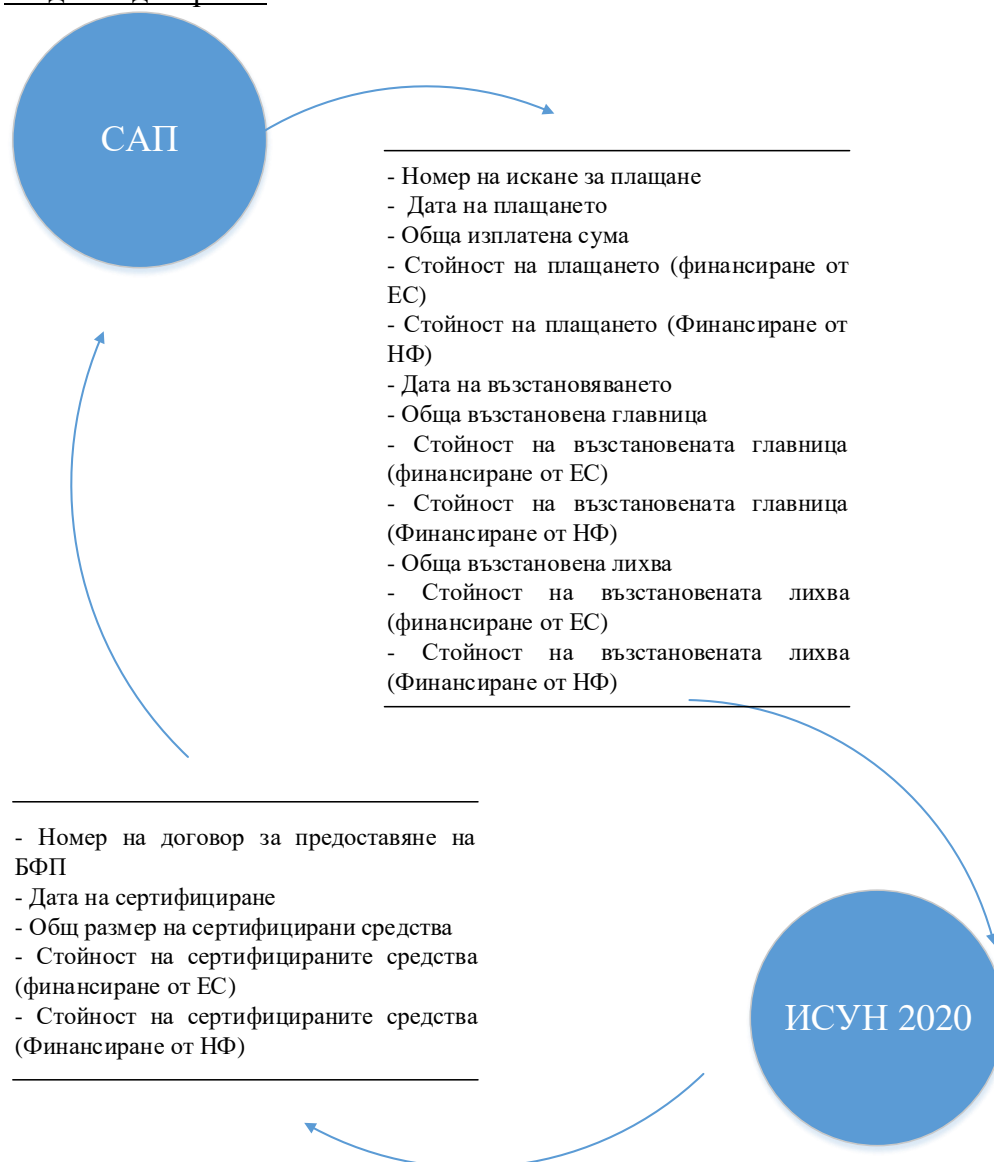 САП
- Номер на искане за плащане
- Дата на плащането
- Обща изплатена сума
- Стойност на плащането (финансиране от
ЕС)
- Стойност на плащането (Финансиране от
НФ)
- Дата на възстановяването
- Обща възстановена главница
- Стойност на възстановената главница
(финансиране от ЕС)
- Стойност на възстановената главница
(Финансиране от НФ)
- Обща възстановена лихва
- Стойност на възстановената лихва
(финансиране от ЕС)
- Стойност на възстановената лихва
(Финансиране от НФ)
- Номер на договор за предоставяне на
БФП
- Дата на сертифициране
- Общ размер на сертифицирани средства
- Стойност на сертифицираните средства
(финансиране от ЕС)
- Стойност на сертифицираните средства
(Финансиране от НФ)
ИСУН 2020